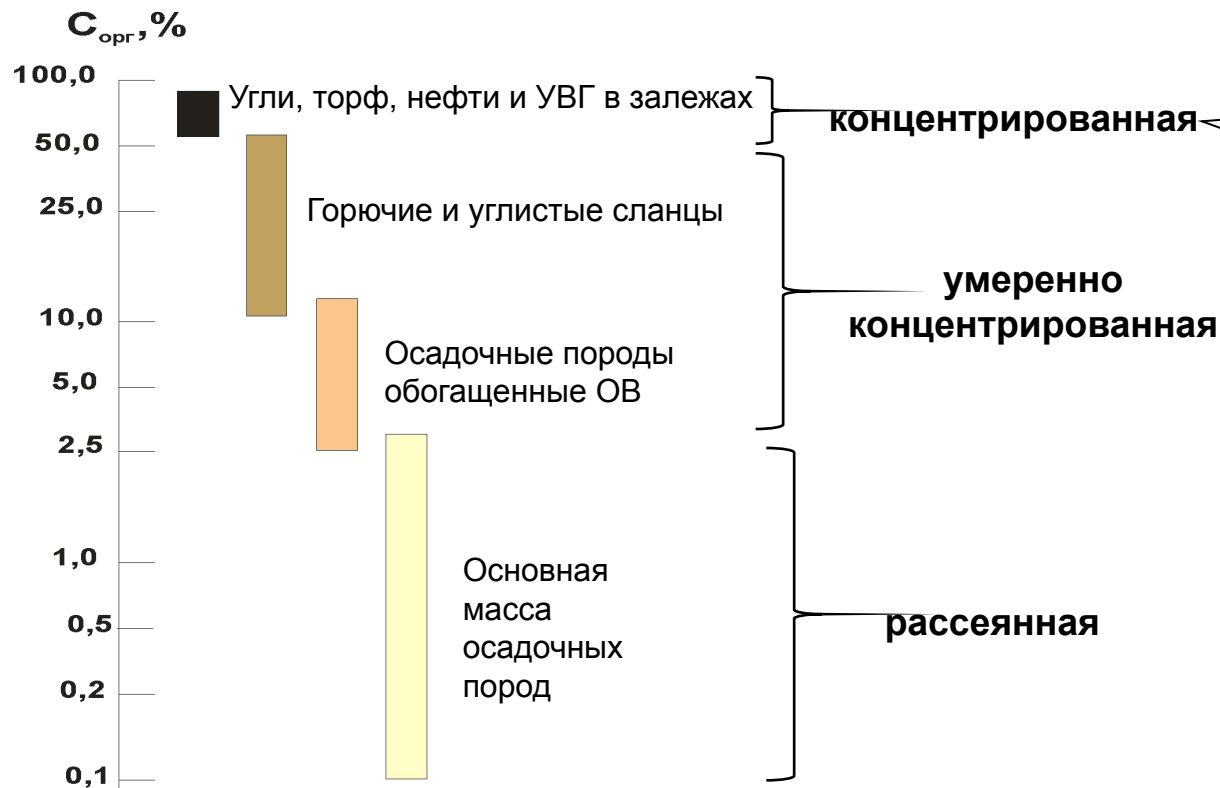 Cорг,%
100,0
50,0
25,0
10,0
5,0
2,5
1,0
0,5
0,2
0,1
Угли, торф, нефти и УВГ в залежах
Горючие и углистые сланцы
Осадочные породы
обогащенные ОВ
Основная
масса
осадочных
пород
концентрированная
умеренно
концентрированная
рассеянная